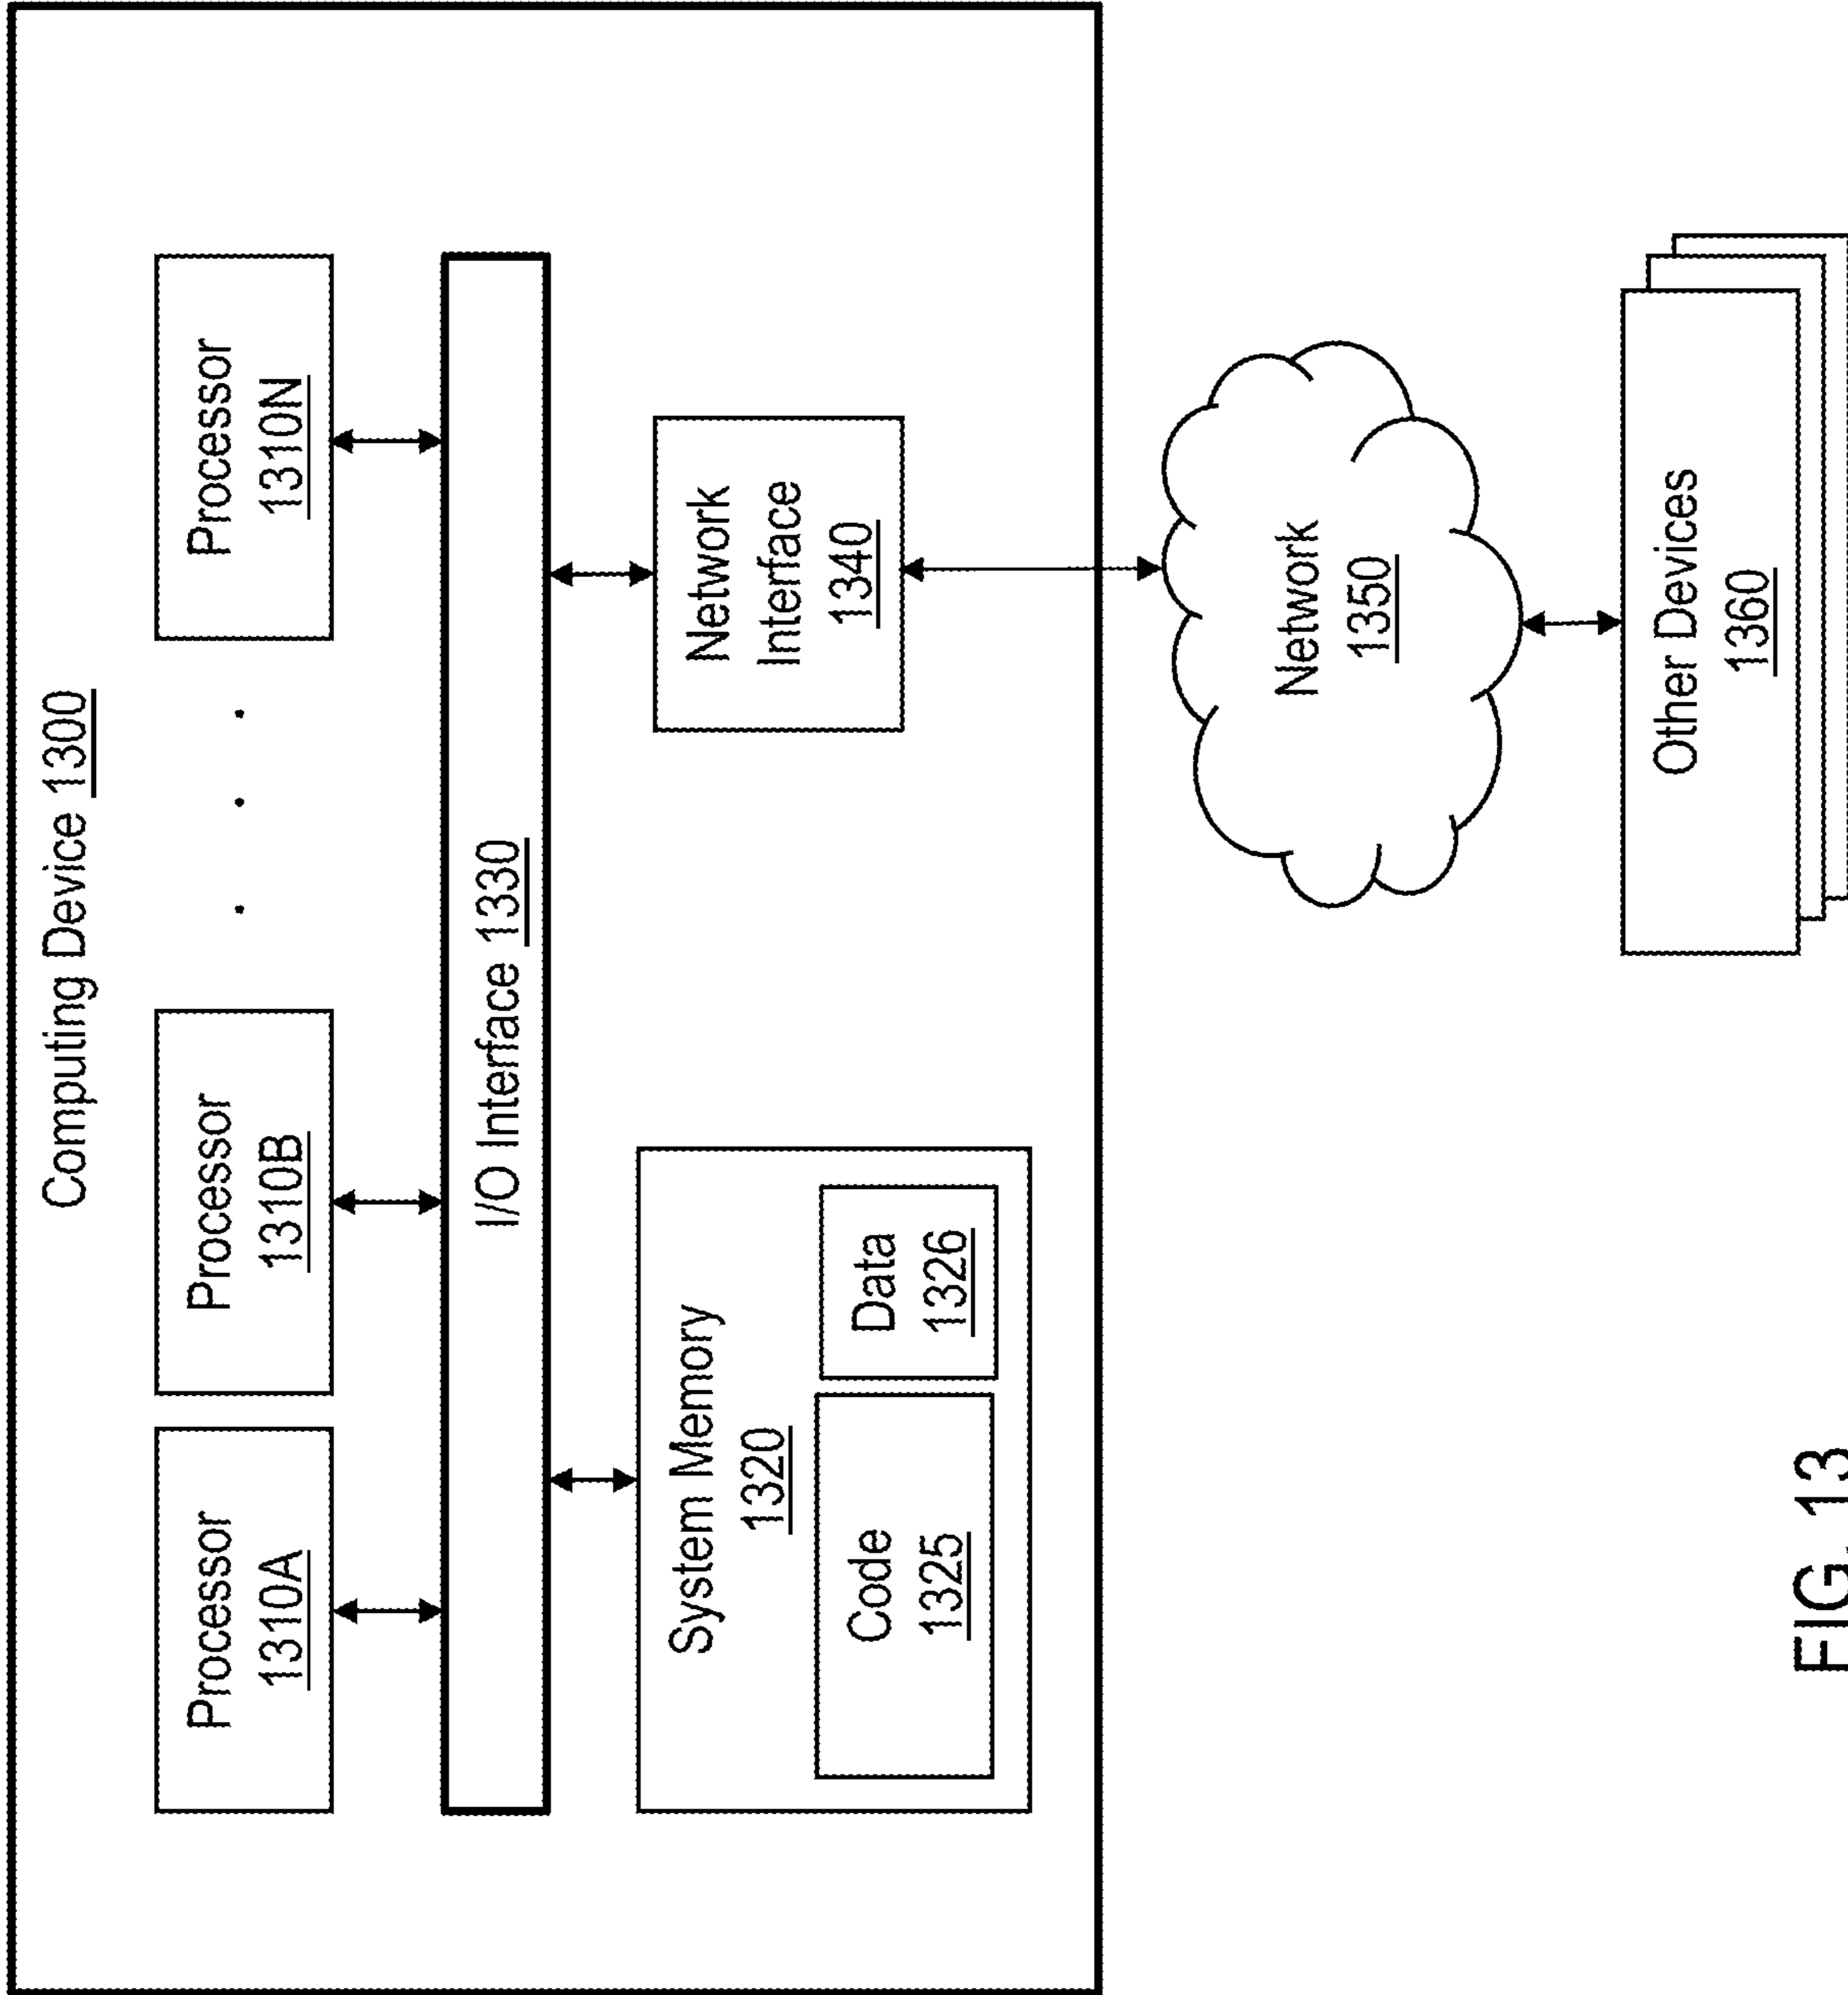 Computing Device 1300
Processor
1310A
Processor
1310B
. . .
Processor
1310N
I/O Interface 1330
System Memory
1320
Code
1325
Data
1326
Network
Interface
1340
Network
1350
Other Devices
1360
FIG. 13